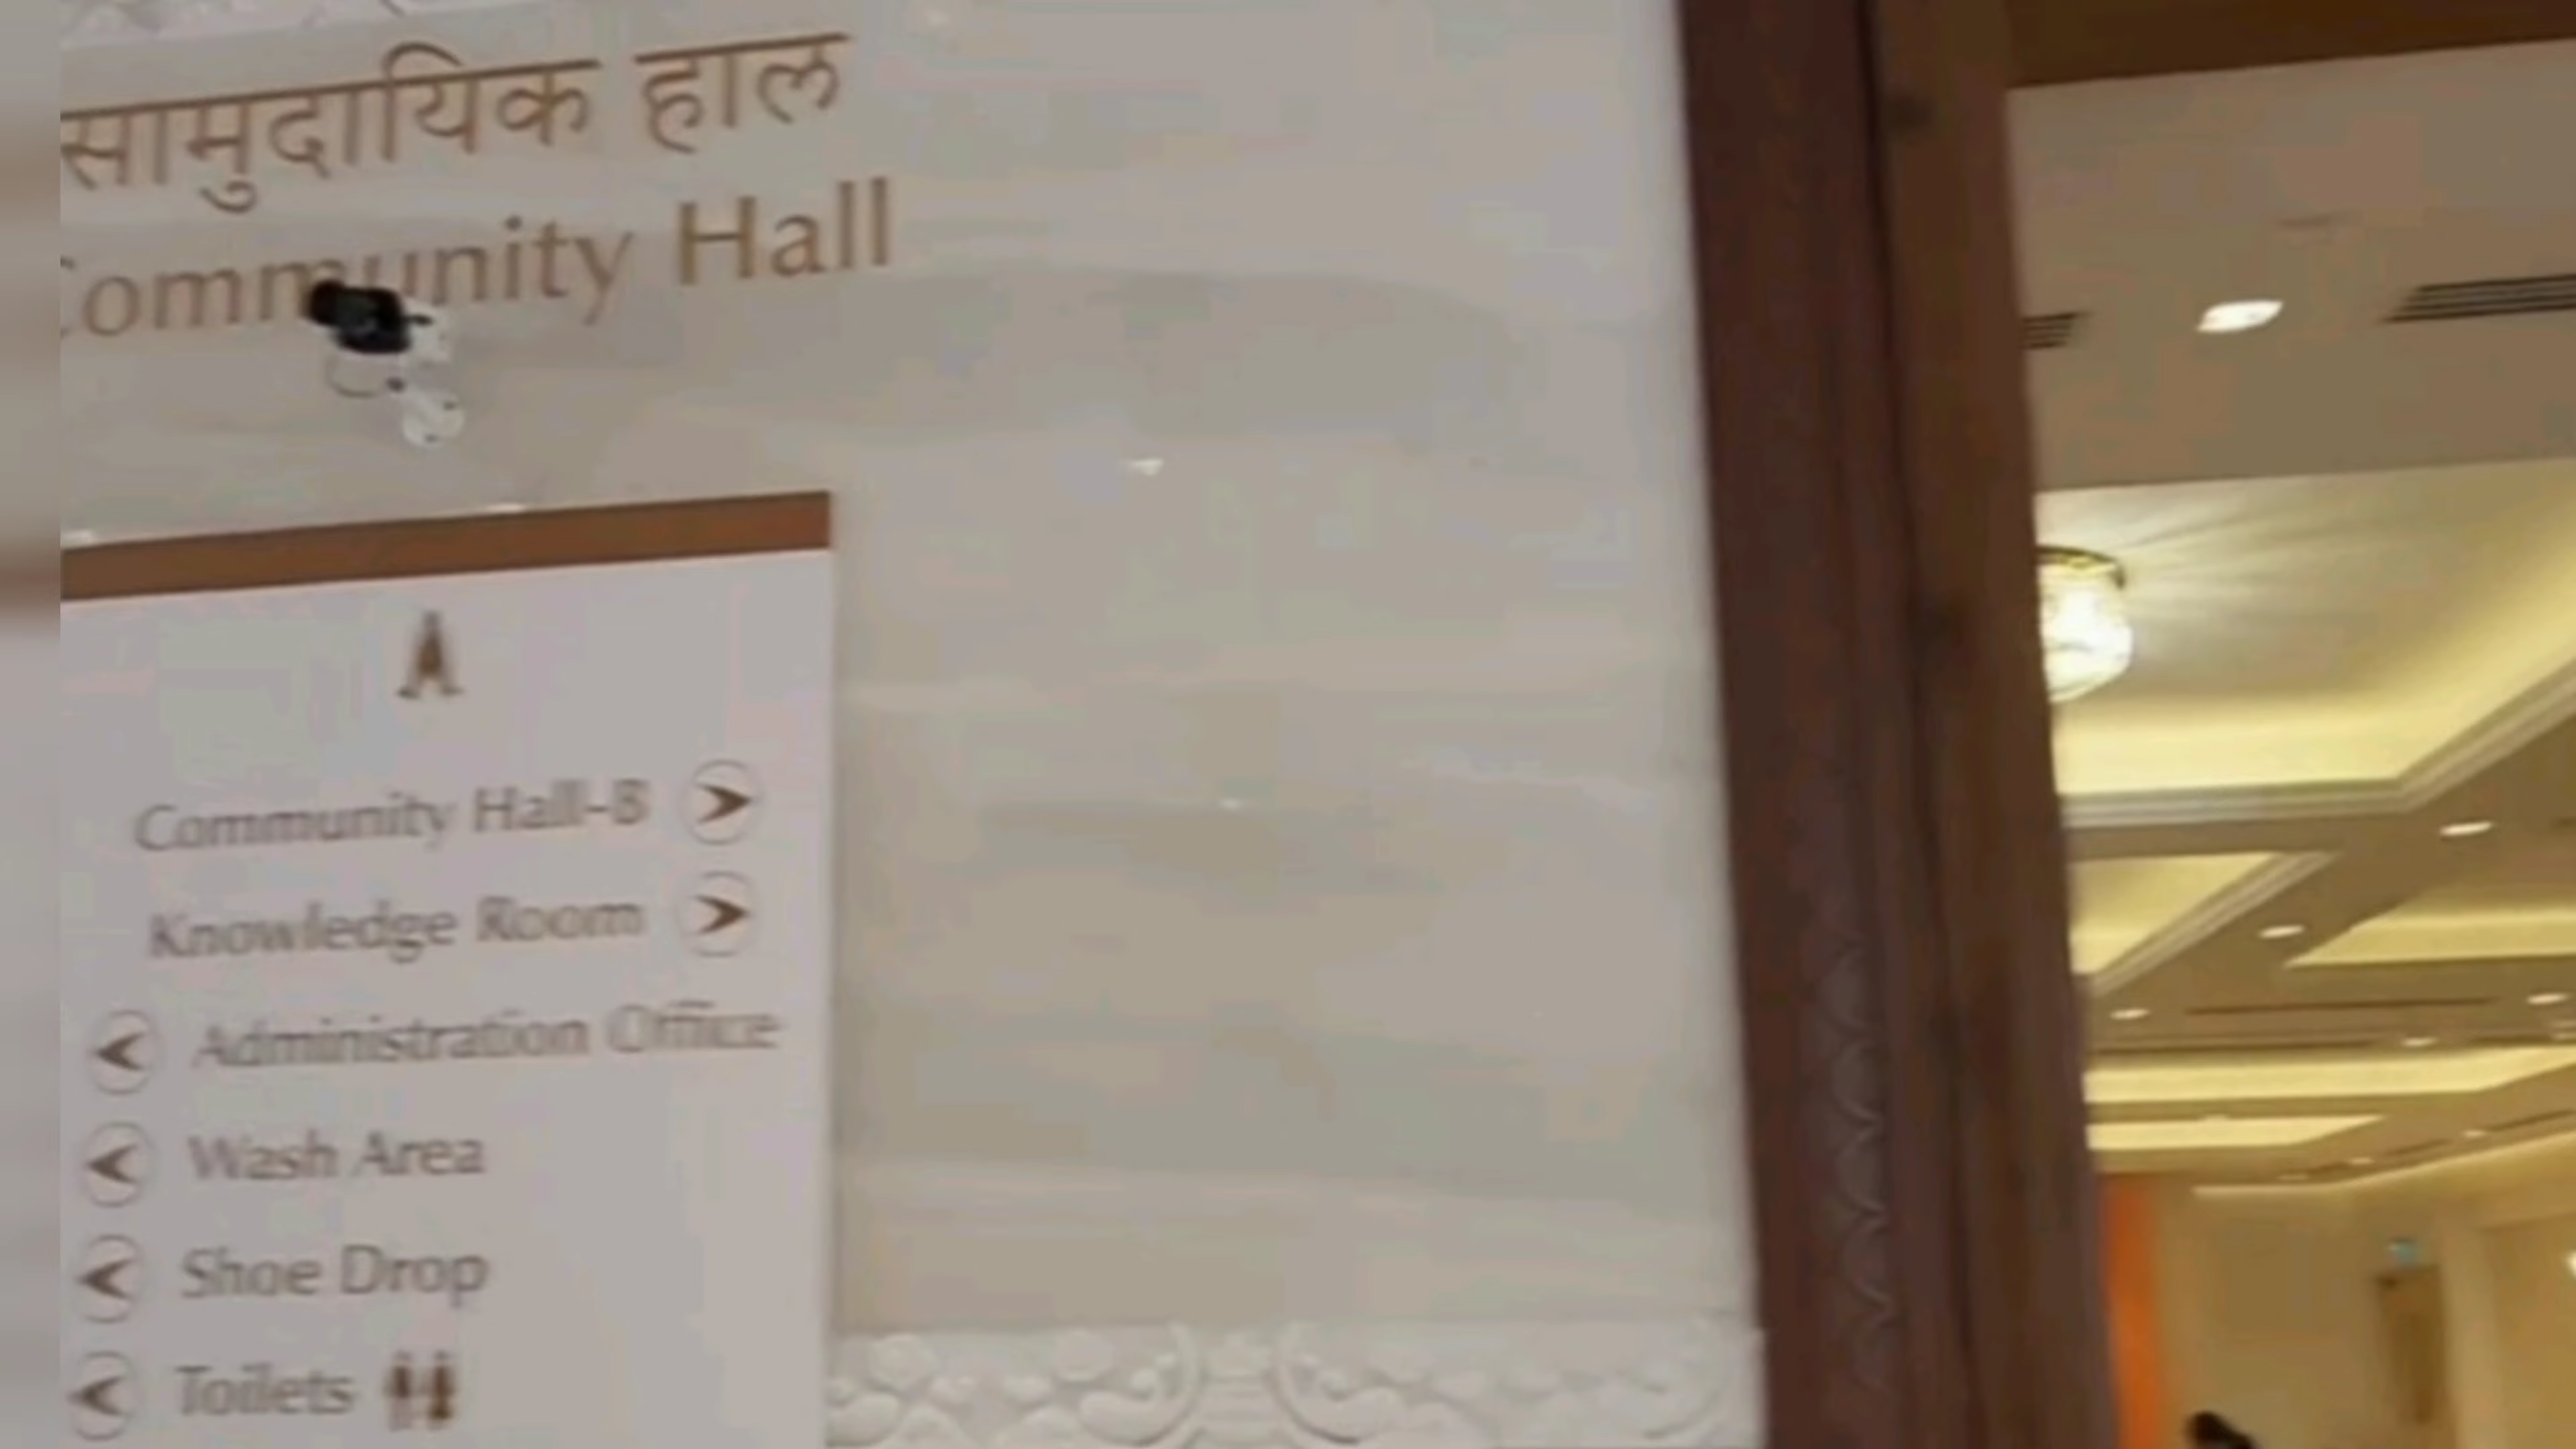 सामुदायिक हाल
Community Hall
Community Hall-B
Knowledge Room
Administration Office
Wash Area
Shoe Drop
Toilets